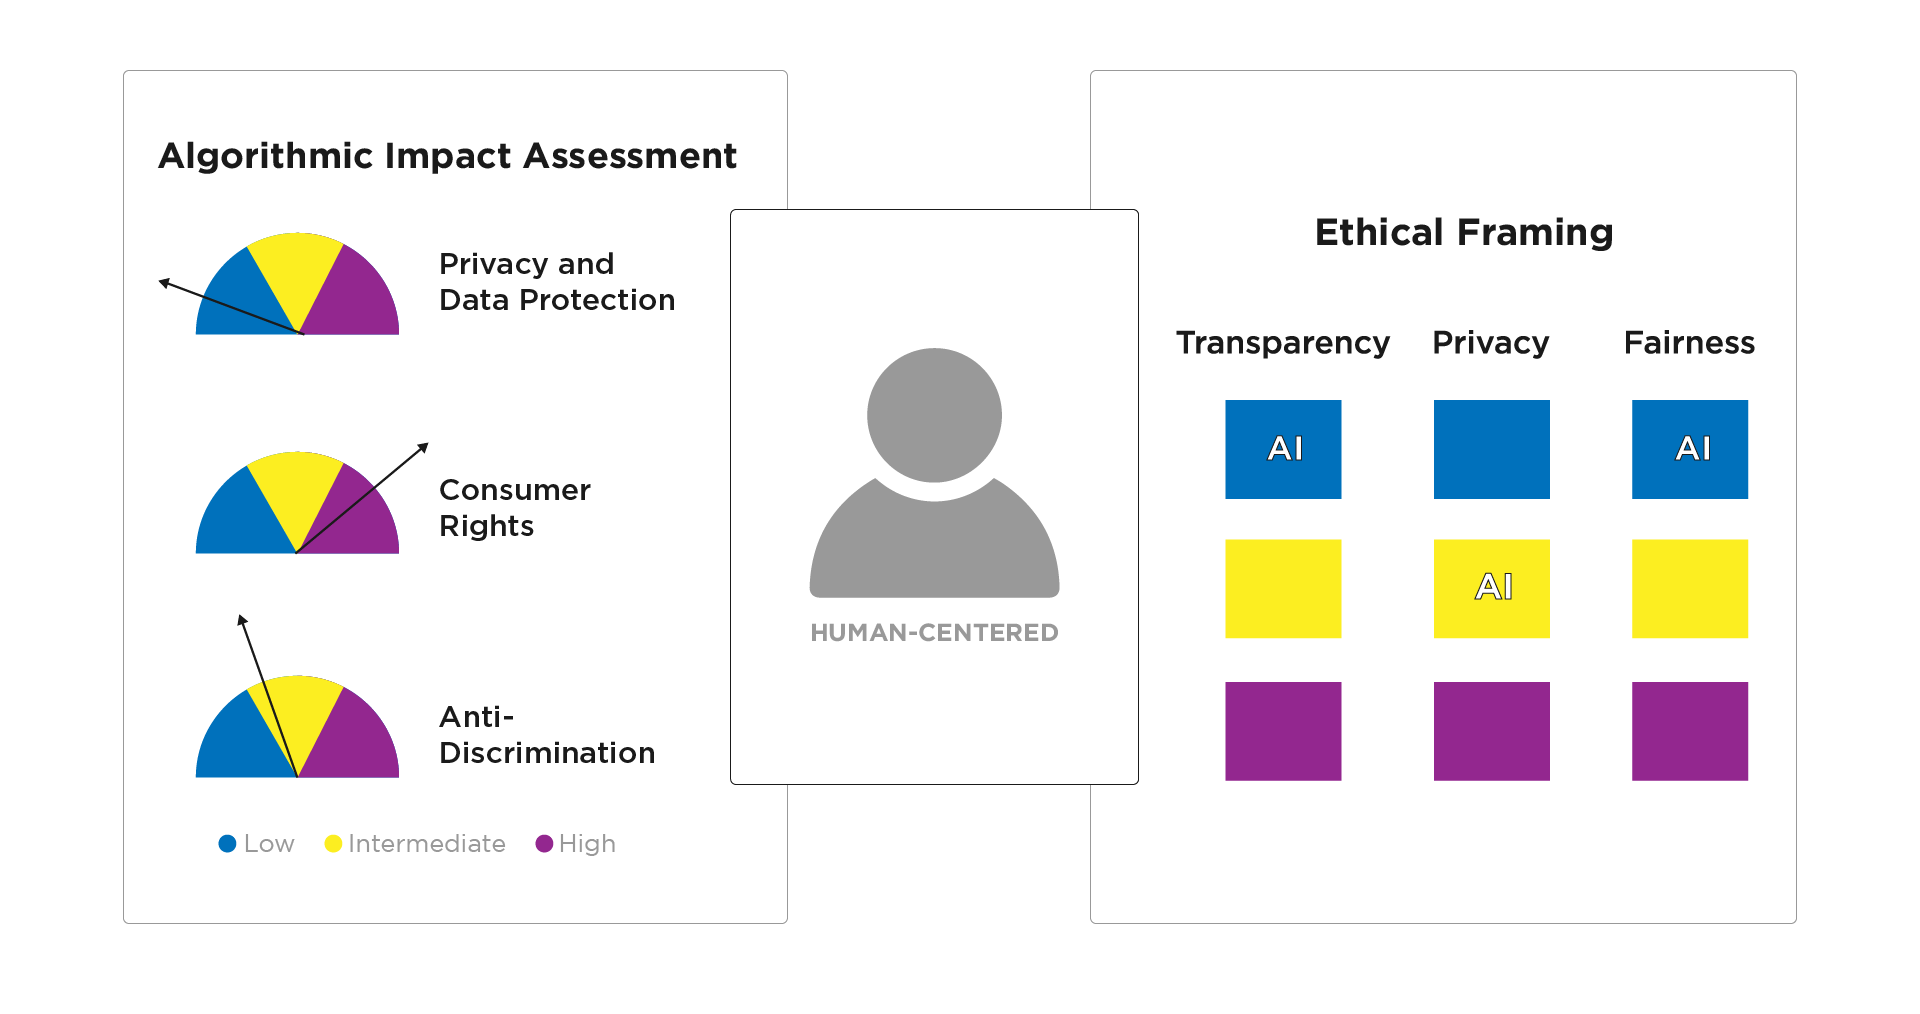 Algorithmic Impact Assessment
Privacy and
Data Protection
Consumer
Rights
Anti-
Discrimination
Low Intermediate High
HUMAN-CENTERED
Ethical Framing
Transparency Privacy Fairness
AI AI
AI